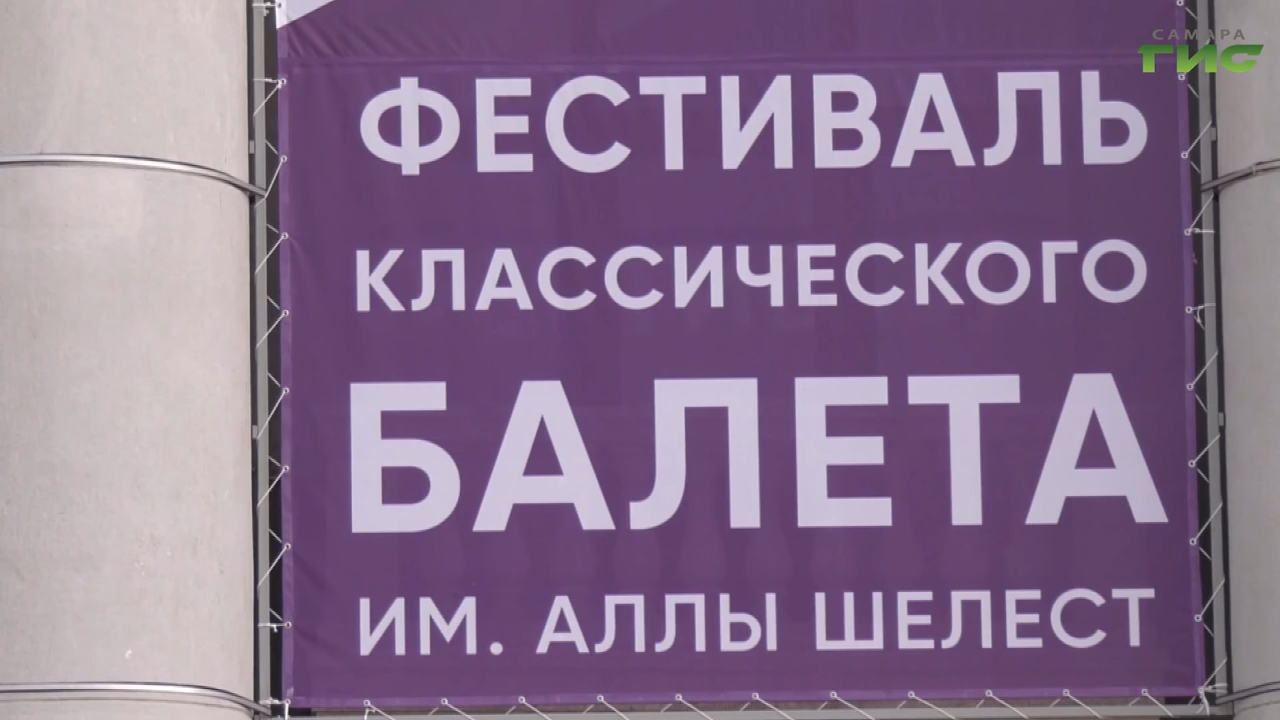 САМАРА
ГИС
ФЕСТИВАЛЬ
КЛАССИЧЕСКОГО
БАЛЕТА
ИМ. АЛЛЫ ШЕЛЕСТ